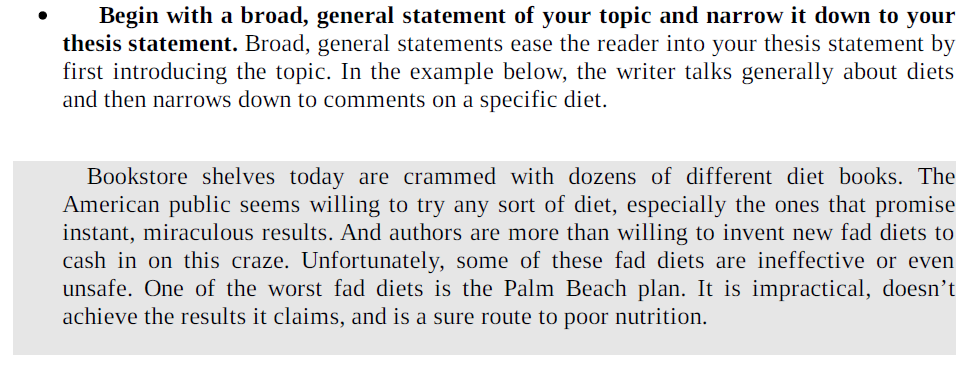 • Begin with a broad, general statement of your topic and narrow it down to your
thesis statement. Broad, general statements ease the reader into your thesis statement by
first introducing the topic. In the example below, the writer talks generally about diets
and then narrows down to comments on a specific diet.
Bookstore shelves today are crammed with dozens of different diet books. The
American public seems willing to try any sort of diet, especially the ones that promise
instant, miraculous results. And authors are more than willing to invent new fad diets to
cash in on this craze. Unfortunately, some of these fad diets are ineffective or even
unsafe. One of the worst fad diets is the Palm Beach plan. It is impractical, doesn’t
achieve the results it claims, and is a sure route to poor nutrition.